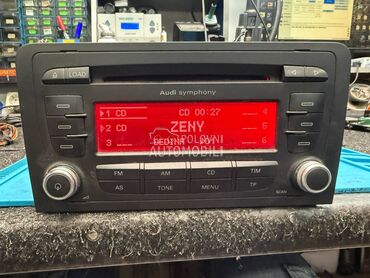 Audi symphony
LOAD
1 CD CD 00:27 4
2 CD ZENY 5
3 6
POLOVNI
AUTOMOBILI
FM AM CD TIM
AS TONE MENU TP
SCAN